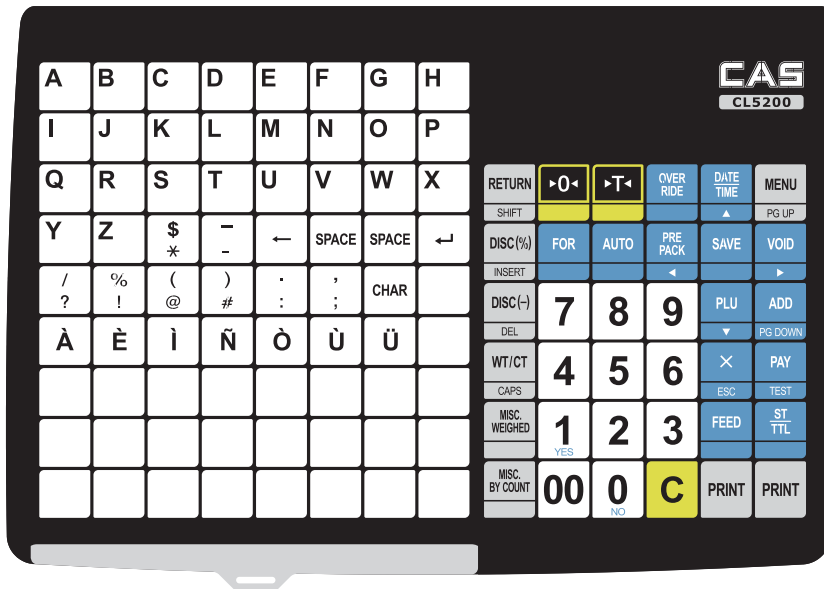 CAS
CL5200
A B C D E F G H
I J K L M N O P
Q R S T U V W X
Y Z $ * – - ← SPACE SPACE ↵
/ ? % ! ( @ ) # . : , ; CHAR
À È Ì Ñ Ò Ù Ü
RETURN ▸0◂ ▸T◂ OVER RIDE DATE TIME MENU
SHIFT ▲ PG UP
DISC(%) FOR AUTO PRE PACK SAVE VOID
INSERT ◀ ▶
DISC(–) 7 8 9 PLU ADD
DEL ▼ PG DOWN
WT/CT 4 5 6 × PAY
CAPS ESC TEST
MISC. WEIGHED 1 2 3 FEED ST TTL
YES
MISC. BY COUNT 00 0 C PRINT PRINT
NO